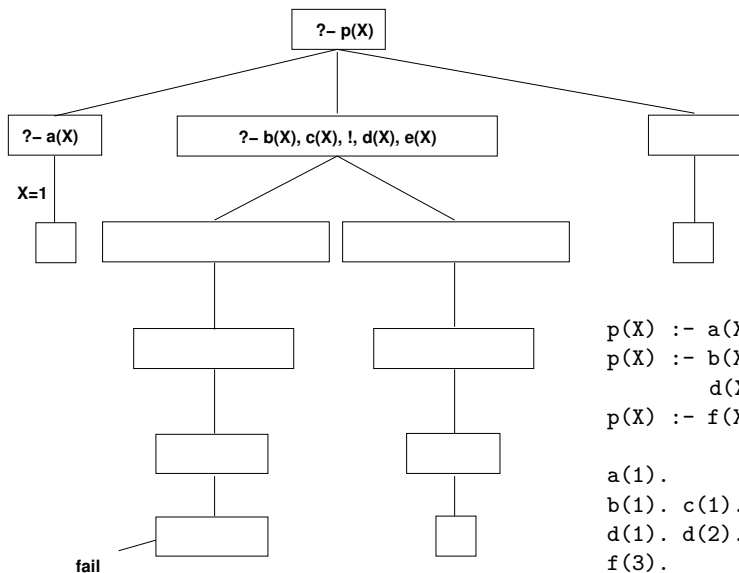 ?– p(X)
?– a(X)
?– b(X), c(X), !, d(X), e(X)
X=1
fail
p(X) :- a(X
p(X) :- b(X
d(X
p(X) :- f(X
a(1).
b(1). c(1).
d(1). d(2).
f(3).